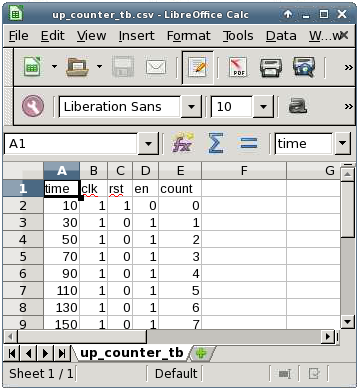 up_counter_tb.csv - LibreOffice Calc
File Edit View Insert Format Tools Data W...w
PDF
Liberation Sans 10 a
A1 fx Σ = time
A B C D E F G
1 time clk rst en count
2 10 1 1 0 0
3 30 1 0 1 1
4 50 1 0 1 2
5 70 1 0 1 3
6 90 1 0 1 4
7 110 1 0 1 5
8 130 1 0 1 6
9 150 1 0 1 7
up_counter_tb
Sheet 1 / 1 Default